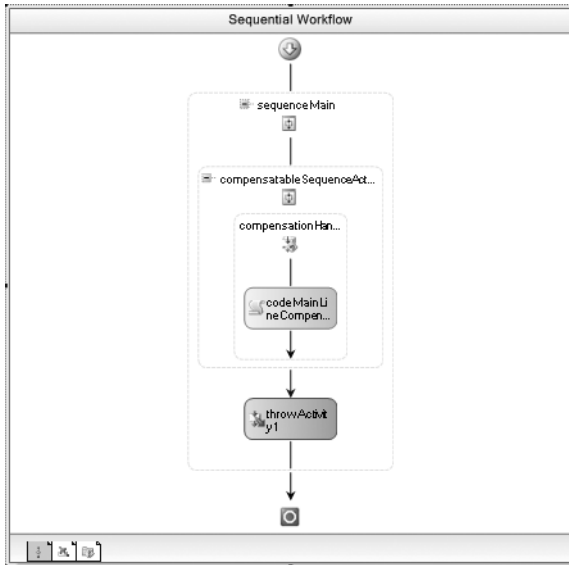 Sequential Workflow
sequenceMain
compensatableSequenceAct...
compensationHan...
codeMainLi
neCompen...
throwActivit
y1